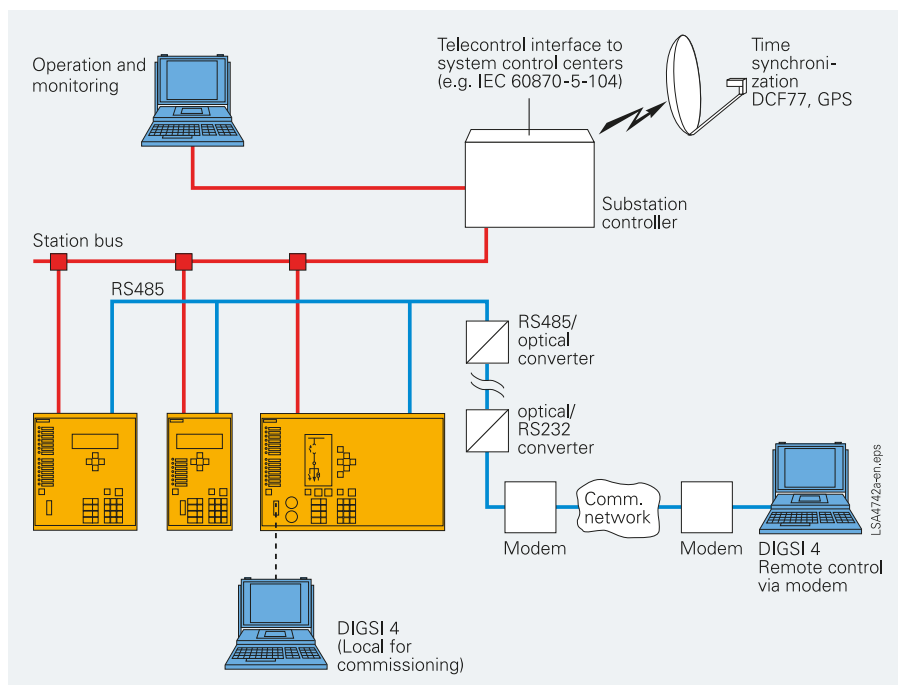 Operation and
monitoring
Telecontrol interface to
system control centers
(e.g. IEC 60870-5-104)
Time
synchroni-
zation
DCF77, GPS
Substation
controller
Station bus
RS485
RS485/
optical
converter
optical/
RS232
converter
Comm.
network
Modem
Modem
DIGSI 4
Remote control
via modem
LSA4742a-en.eps
DIGSI 4
(Local for
commissioning)